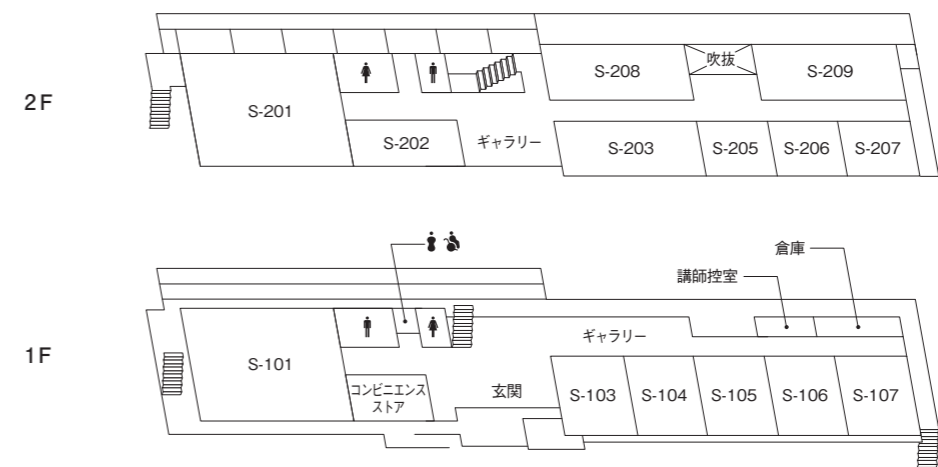 2F
吹抜
S-208
S-209
S-201
S-202
ギャラリー
S-203
S-205
S-206
S-207
倉庫
講師控室
1F
ギャラリー
S-101
コンビニエンス
ストア
玄関
S-103
S-104
S-105
S-106
S-107